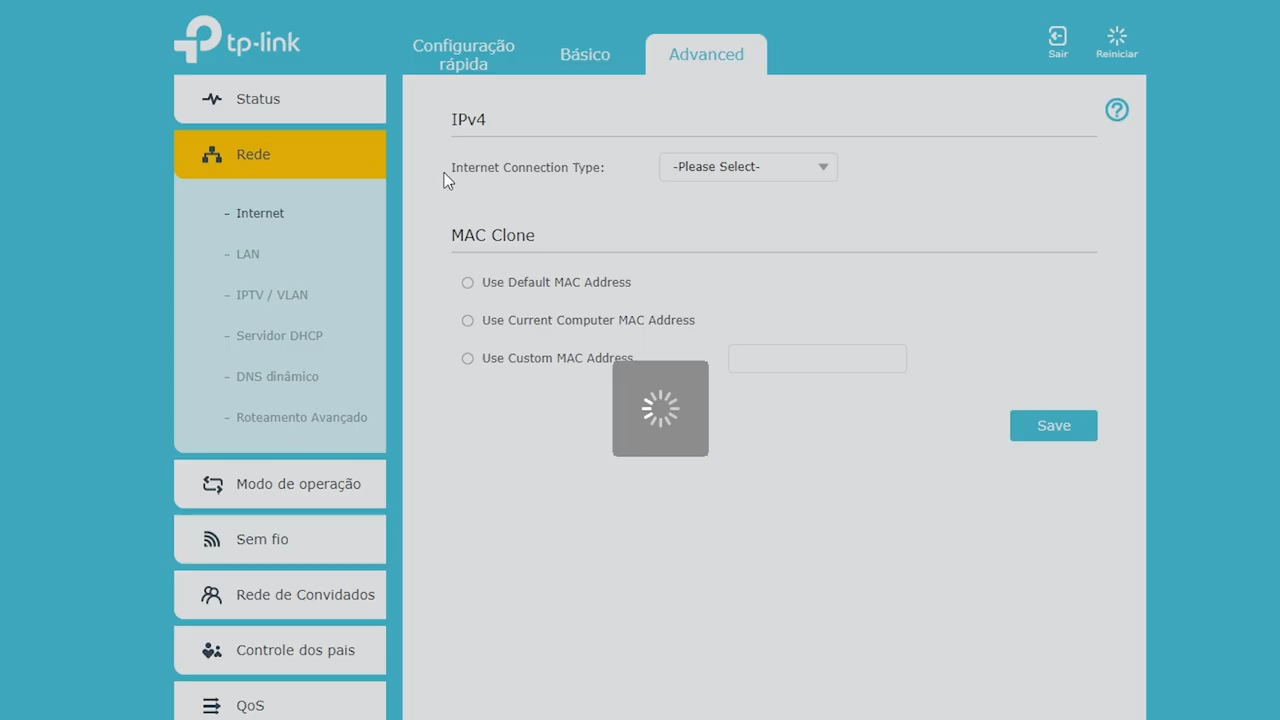 tp-link
Configuração
rápida
Básico
Advanced
Sair
Reiniciar
Status
Rede
- Internet
- LAN
- IPTV / VLAN
- Servidor DHCP
- DNS dinâmico
- Roteamento Avançado
Modo de operação
Sem fio
Rede de Convidados
Controle dos pais
QoS
IPv4
Internet Connection Type:
-Please Select-
MAC Clone
Use Default MAC Address
Use Current Computer MAC Address
Use Custom MAC Address
Save